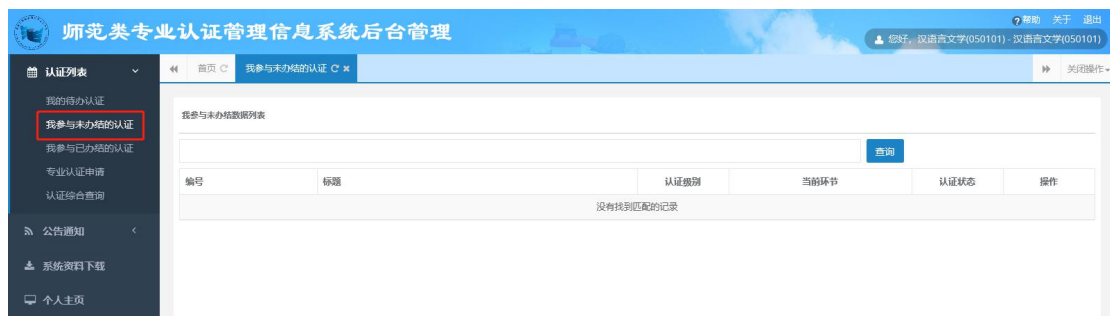 师范类专业认证管理信息系统后台管理
帮助 关于 退出
您好，汉语言文学(050101) - 汉语言文学(050101)
认证列表
首页
我参与未办结的认证
关闭操作
我的待办认证
我参与未办结的认证
我参与已办结的认证
专业认证申请
认证综合查询
公告通知
系统资料下载
个人主页
我参与未办结数据列表
查询
编号 标题 认证级别 当前环节 认证状态 操作
没有找到匹配的记录